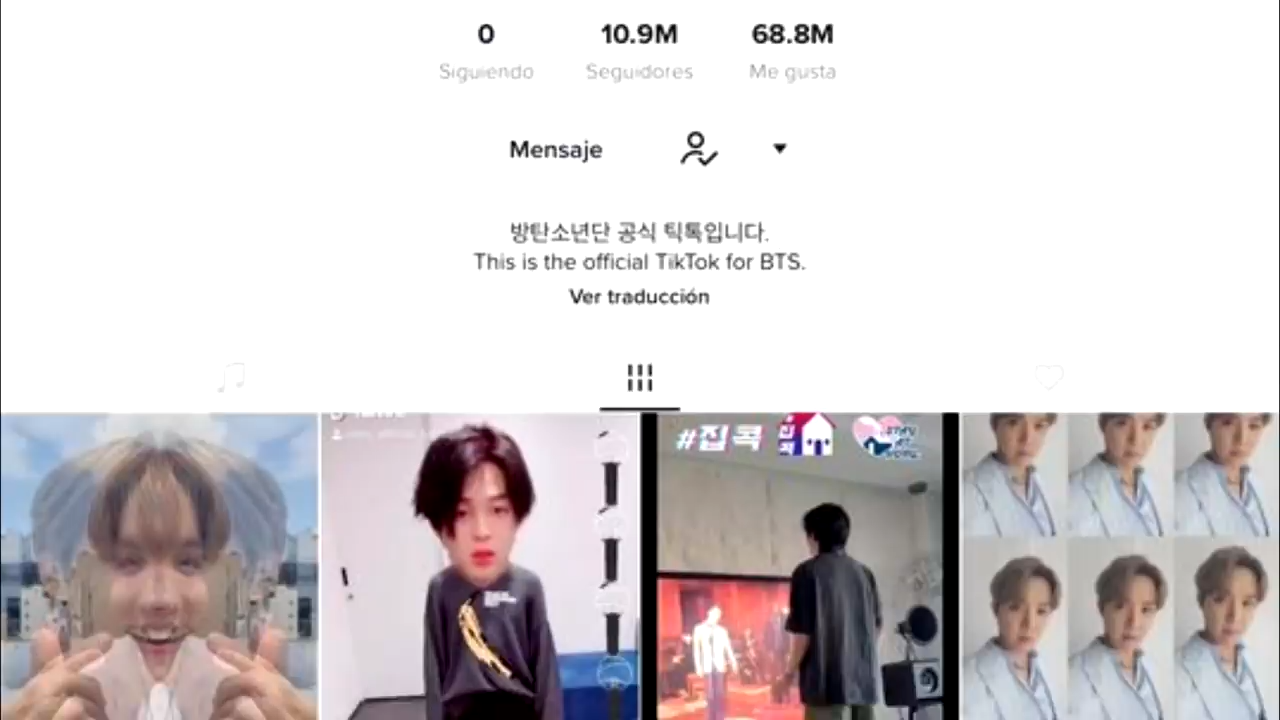 0
10.9M
68.8M
Siguiendo
Seguidores
Me gusta
Mensaje
방탄소년단 공식 틱톡입니다.
This is the official TikTok for BTS.
Ver traducción
#집콕